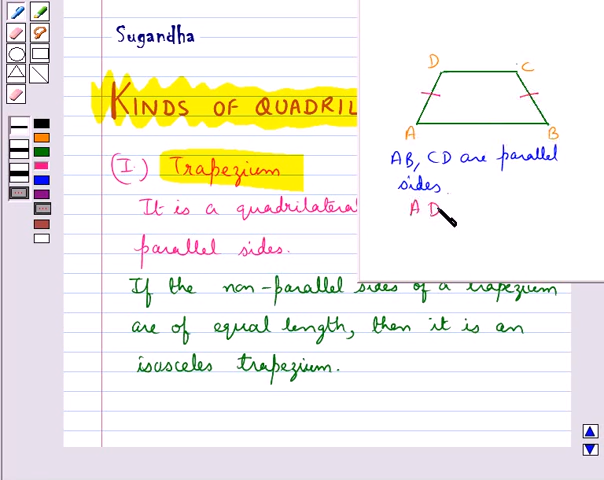 Sugandha
KINDS OF QUADRIL
(I.) Trapezium
It is a quadrilateral
parallel sides.
If the non-parallel sides of a trapezium
are of equal length, then it is an
isosceles trapezium.
D C
A B
AB, CD are parallel
sides.
A D